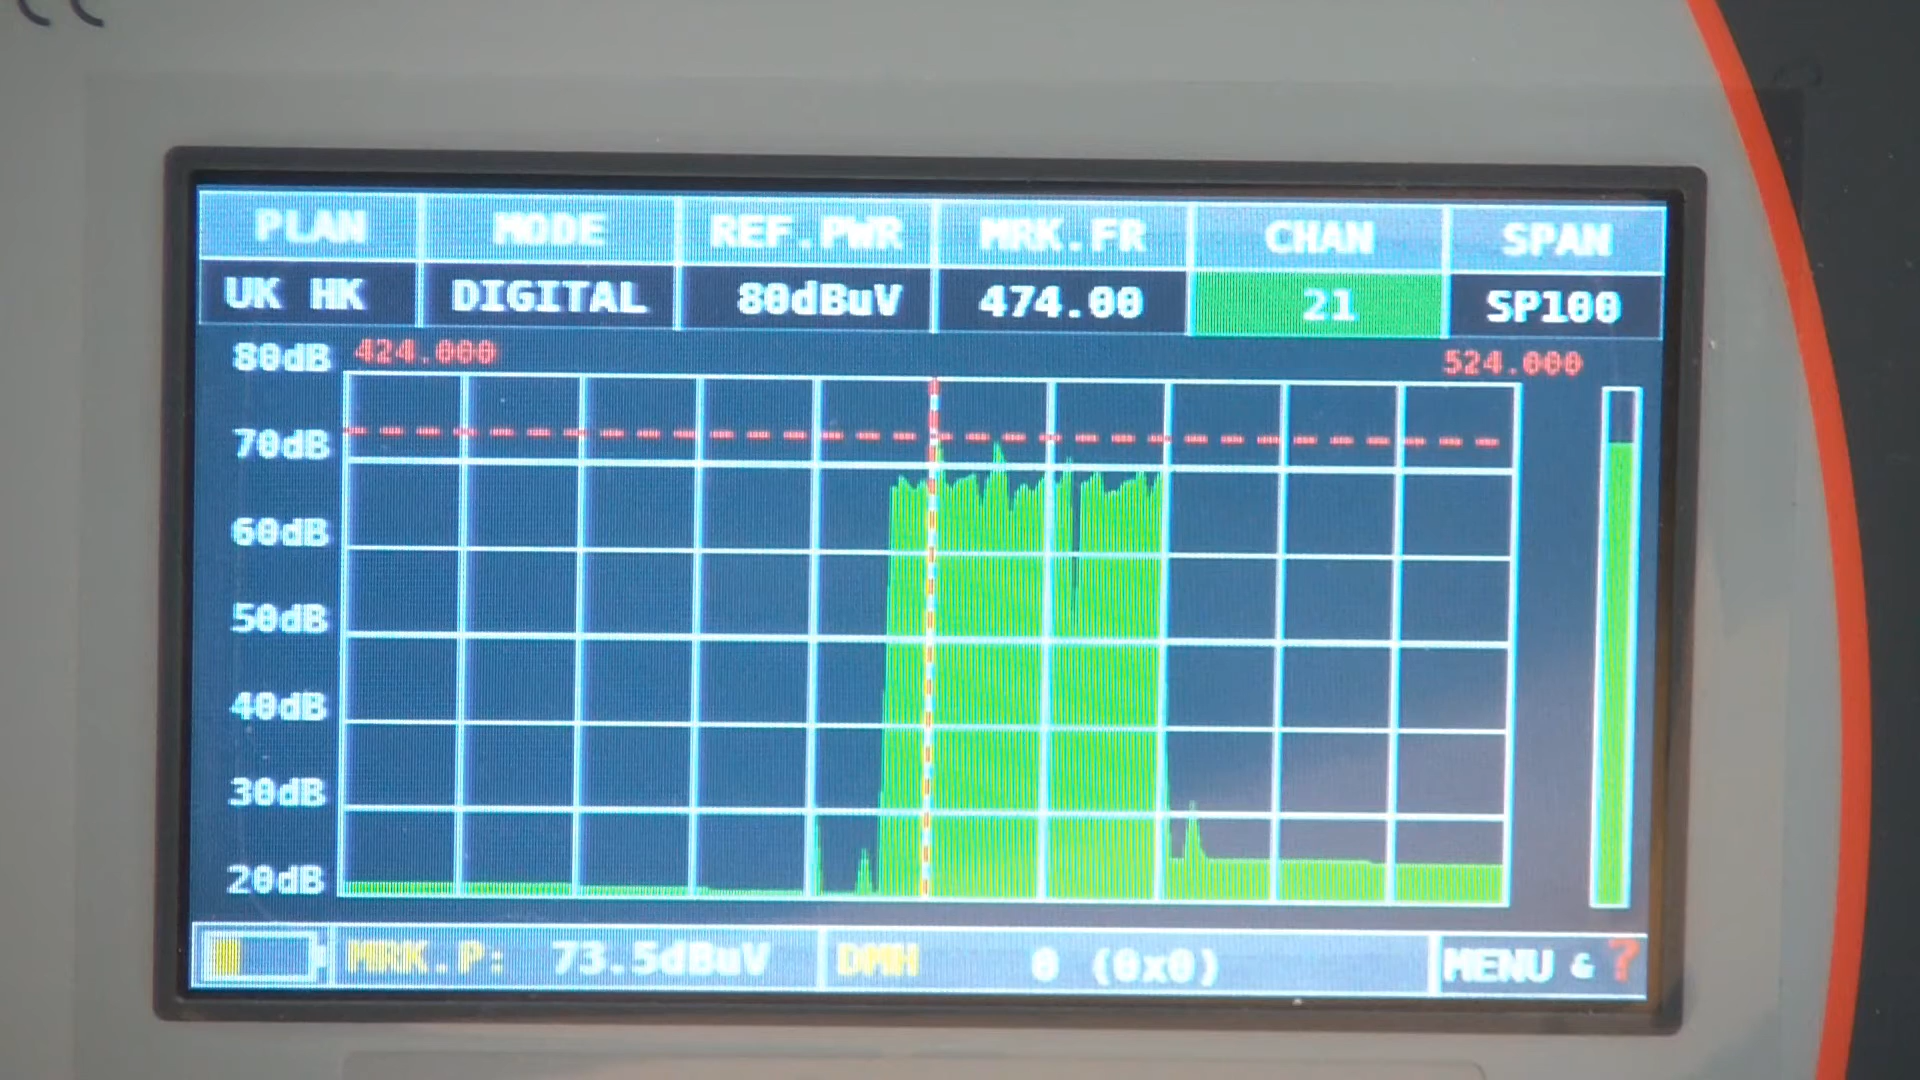 PLAN MODE REF.PWR MRK.FR CHAN SPAN
UK HK DIGITAL 80dBuV 474.00 21 SP100
80dB 424.000 524.000
70dB
60dB
50dB
40dB
30dB
20dB
MRK.P: 73.5dBuV DMH 0 (0x0) MENU & ?